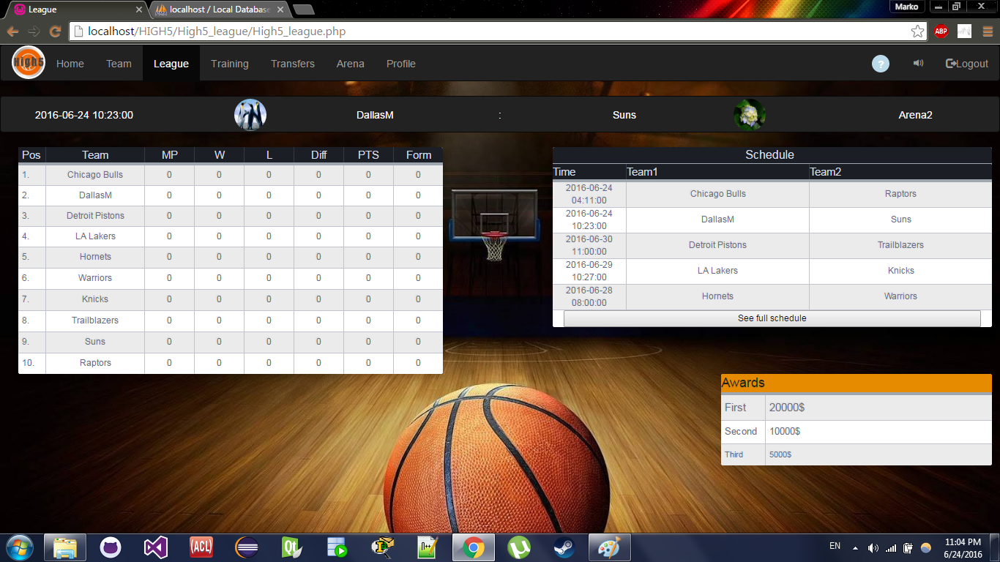 League
localhost / Local Database
Marko
localhost/HIGH5/High5_league/High5_league.php
ABP
High5
Home Team League Training Transfers Arena Profile ? Logout
2016-06-24 10:23:00 DallasM : Suns Arena2
Pos Team MP W L Diff PTS Form
1. Chicago Bulls 0 0 0 0 0 0
2. DallasM 0 0 0 0 0 0
3. Detroit Pistons 0 0 0 0 0 0
4. LA Lakers 0 0 0 0 0 0
5. Hornets 0 0 0 0 0 0
6. Warriors 0 0 0 0 0 0
7. Knicks 0 0 0 0 0 0
8. Trailblazers 0 0 0 0 0 0
9. Suns 0 0 0 0 0 0
10. Raptors 0 0 0 0 0 0
Schedule
Time Team1 Team2
2016-06-24 04:11:00 Chicago Bulls Raptors
2016-06-24 10:23:00 DallasM Suns
2016-06-30 11:00:00 Detroit Pistons Trailblazers
2016-06-29 10:27:00 LA Lakers Knicks
2016-06-28 08:00:00 Hornets Warriors
See full schedule
Awards
First 20000$
Second 10000$
Third 5000$
{ACL}
Qt
EN
11:04 PM
6/24/2016